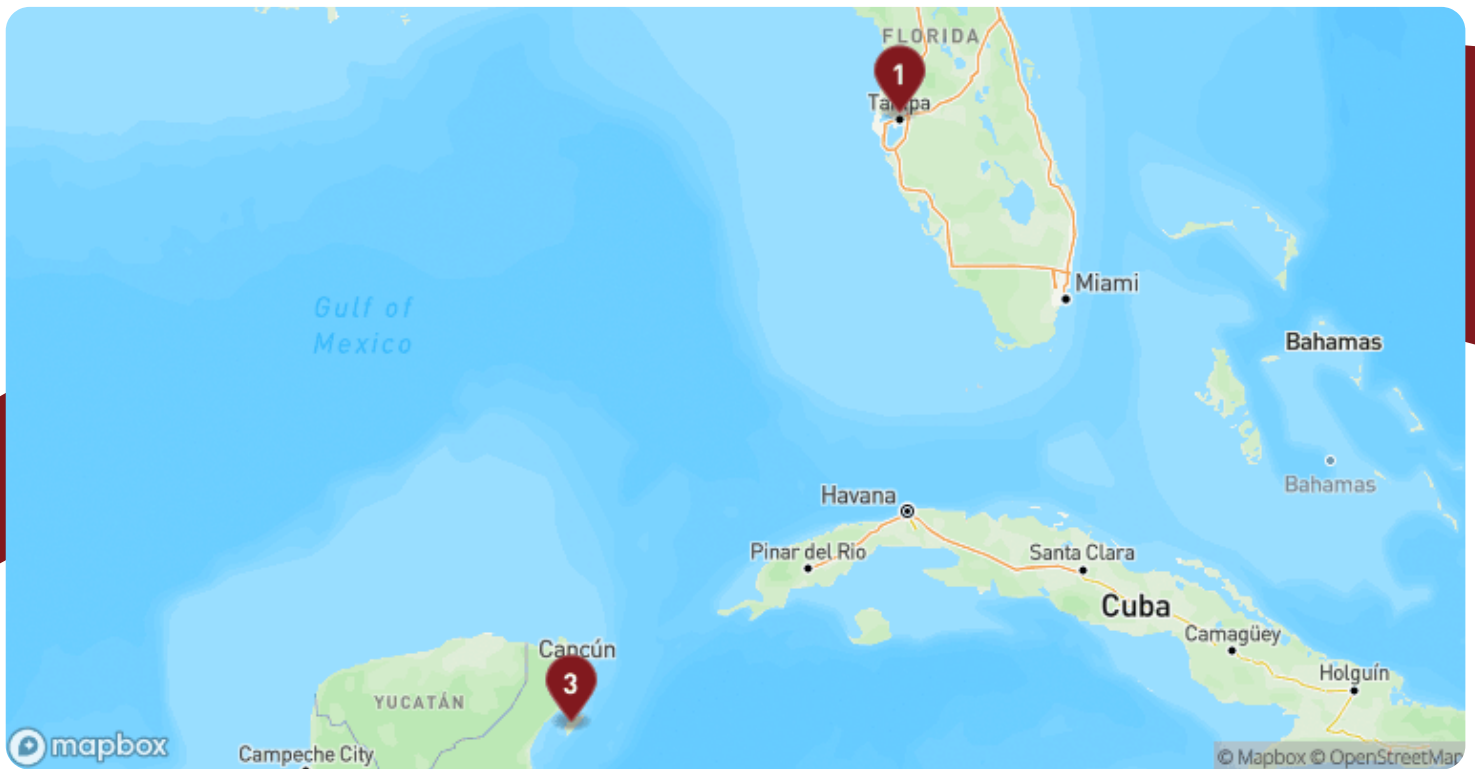 FLORIDA
1
Tampa
Miami
Gulf of
Mexico
Bahamas
Bahamas
Havana
Pinar del Rio
Santa Clara
Cuba
Camagüey
Holguín
Cancún
3
YUCATÁN
Campeche City
mapbox
© Mapbox © OpenStreetMap